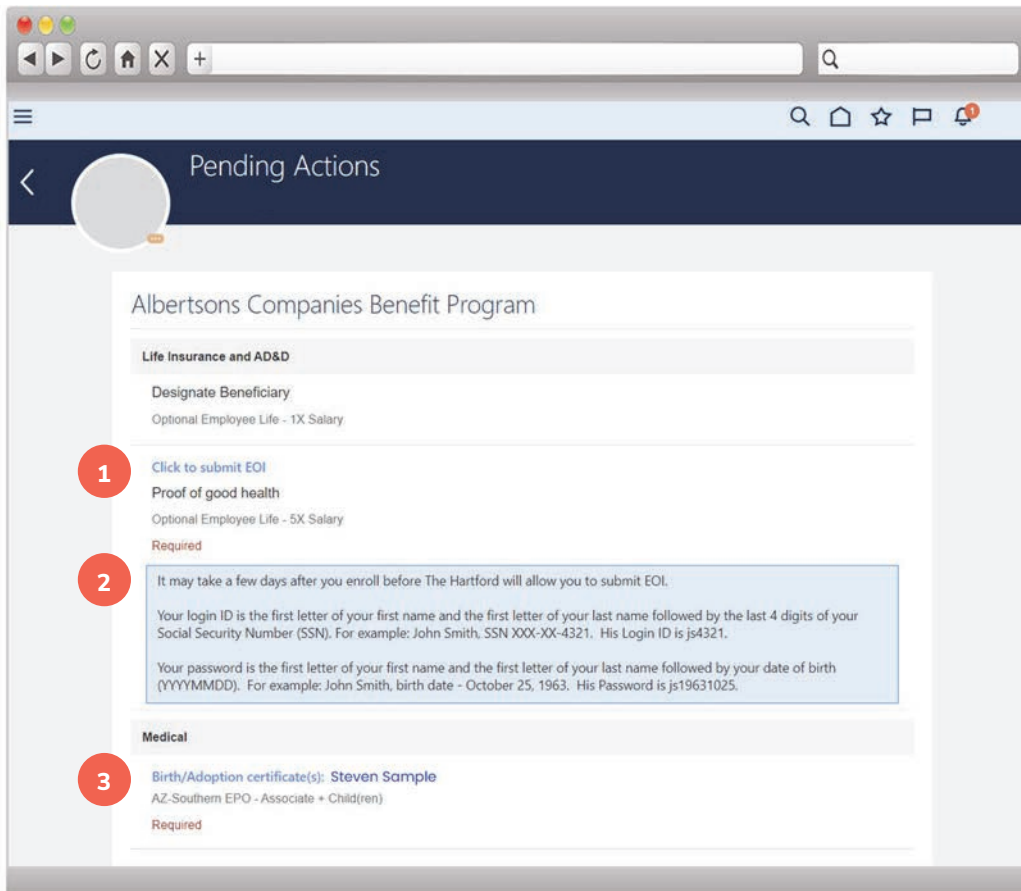 1
Pending Actions
Albertsons Companies Benefit Program
Life Insurance and AD&D
Designate Beneficiary
Optional Employee Life - 1X Salary
1
Click to submit EOI
Proof of good health
Optional Employee Life - 5X Salary
Required
2
It may take a few days after you enroll before The Hartford will allow you to submit EOI.
Your login ID is the first letter of your first name and the first letter of your last name followed by the last 4 digits of your
Social Security Number (SSN). For example: John Smith, SSN XXX-XX-4321. His Login ID is js4321.
Your password is the first letter of your first name and the first letter of your last name followed by your date of birth
(YYYYMMDD). For example: John Smith, birth date - October 25, 1963. His Password is js19631025.
Medical
3
Birth/Adoption certificate(s): Steven Sample
AZ-Southern EPO - Associate + Child(ren)
Required